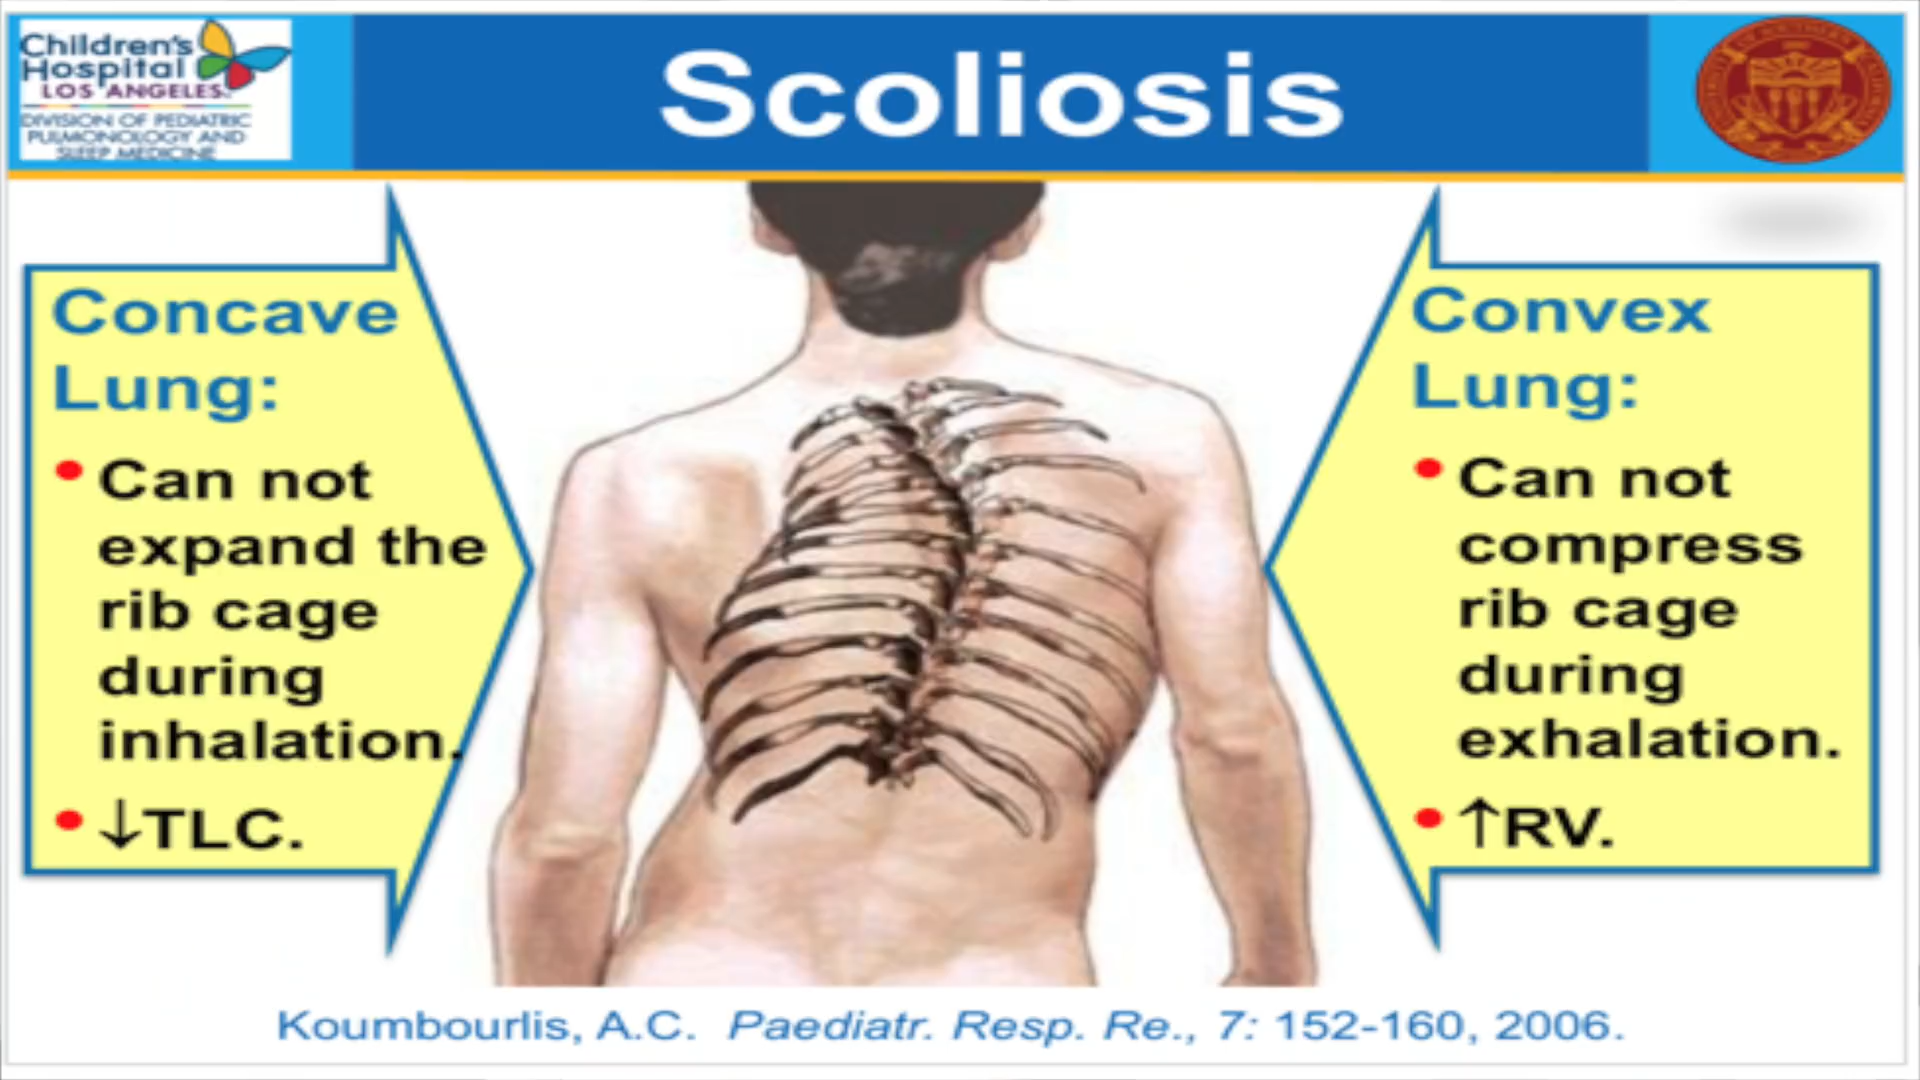 Children's
Hospital
LOS ANGELES.
DIVISION OF PEDIATRIC
PULMONOLOGY AND
SLEEP MEDICINE
Scoliosis
Concave
Lung:
• Can not
expand the
rib cage
during
inhalation.
• ↓TLC.
Convex
Lung:
• Can not
compress
rib cage
during
exhalation.
• ↑RV.
Koumbourlis, A.C. Paediatr. Resp. Re., 7: 152-160, 2006.